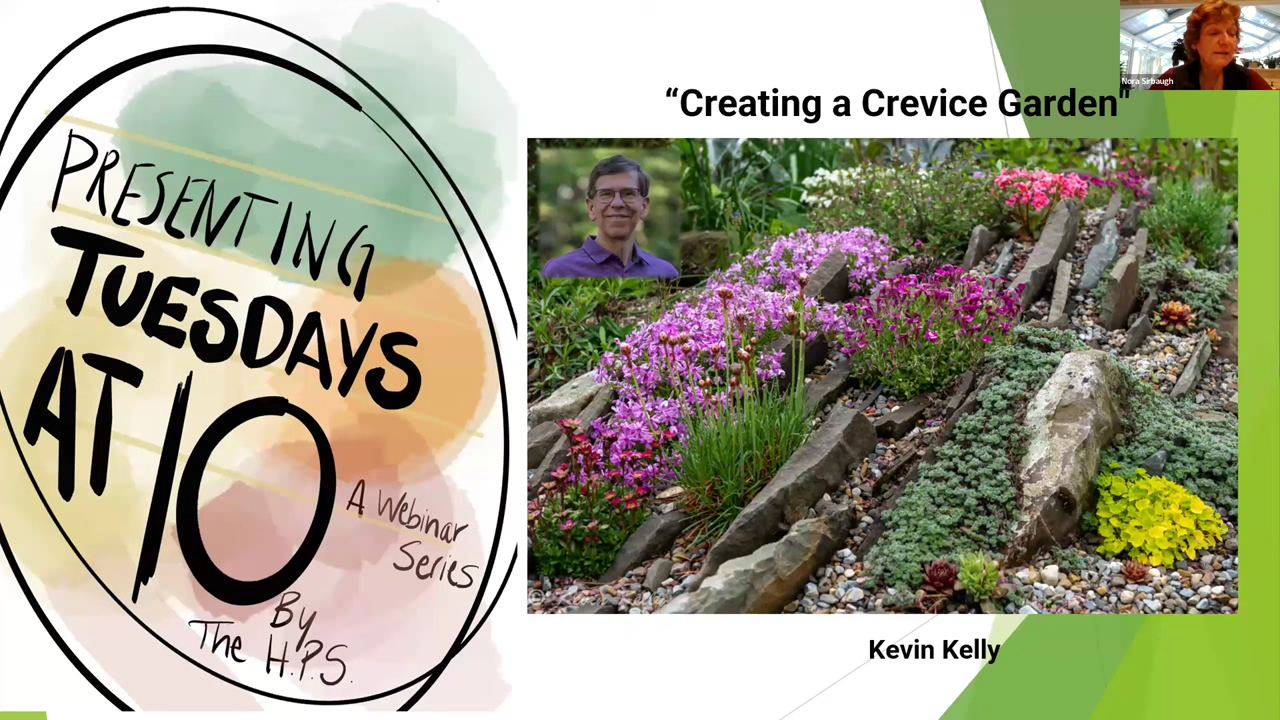 PRESENTING
TUESDAYS
AT 10
A Webinar
Series
By
The H.P.S.
“Creating a Crevice Garden"
Kevin Kelly
Nora Sirbaugh